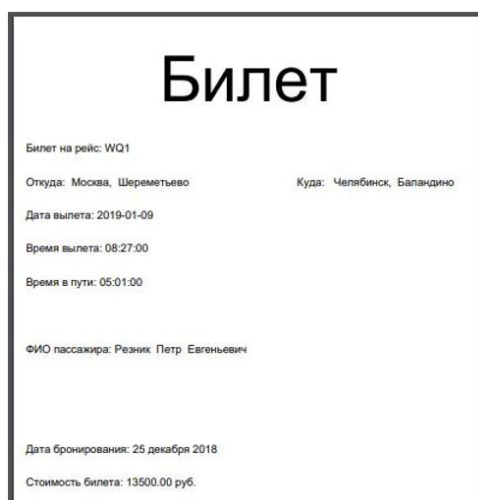 Билет
Билет на рейс: WQ1
Откуда: Москва, Шереметьево Куда: Челябинск, Баландино
Дата вылета: 2019-01-09
Время вылета: 08:27:00
Время в пути: 05:01:00
ФИО пассажира: Резник Петр Евгеньевич
Дата бронирования: 25 декабря 2018
Стоимость билета: 13500.00 руб.